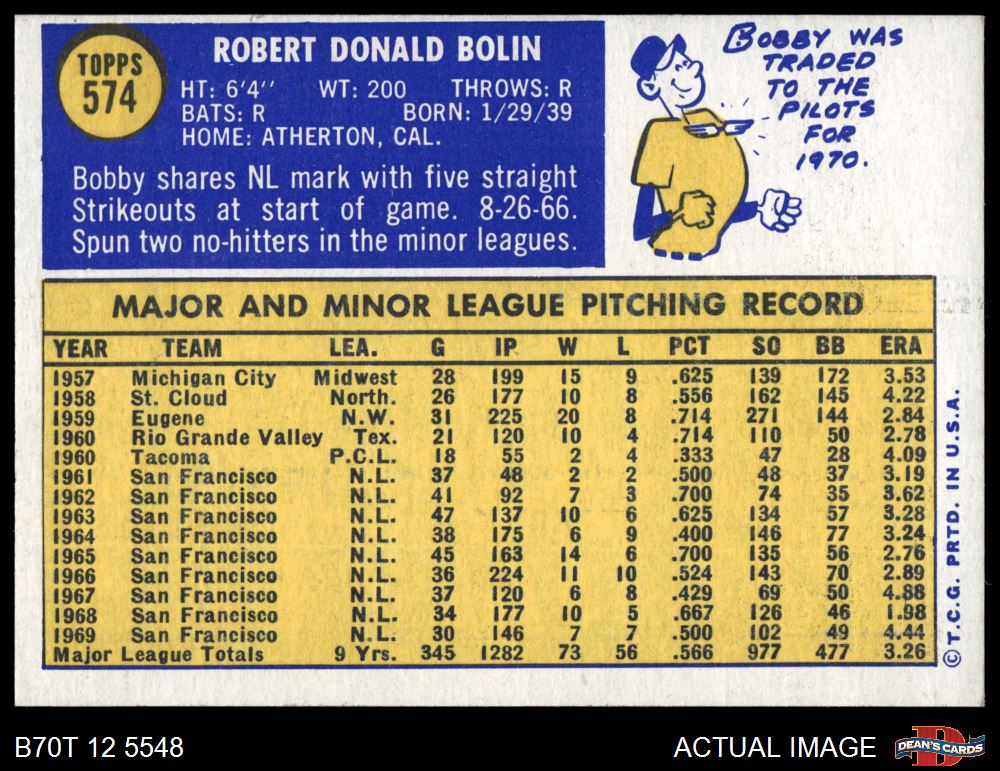 TOPPS
574
ROBERT DONALD BOLIN
HT: 6'4'' WT: 200 THROWS: R
BATS: R BORN: 1/29/39
HOME: ATHERTON, CAL.
Bobby shares NL mark with five straight
Strikeouts at start of game. 8-26-66.
Spun two no-hitters in the minor leagues.
BOBBY WAS
TRADED
TO THE
PILOTS
FOR
1970.
MAJOR AND MINOR LEAGUE PITCHING RECORD
YEAR TEAM LEA. G IP W L PCT SO BB ERA
1957 Michigan City Midwest 28 199 15 9 .625 139 172 3.53
1958 St. Cloud North. 26 177 10 8 .556 162 145 4.22
1959 Eugene N.W. 31 225 20 8 .714 271 144 2.84
1960 Rio Grande Valley Tex. 21 120 10 4 .714 110 50 2.78
1960 Tacoma P.C.L. 18 55 2 4 .333 47 28 4.09
1961 San Francisco N.L. 37 48 2 2 .500 48 37 3.19
1962 San Francisco N.L. 41 92 7 3 .700 74 35 3.62
1963 San Francisco N.L. 47 137 10 6 .625 134 57 3.28
1964 San Francisco N.L. 38 175 6 9 .400 146 77 3.24
1965 San Francisco N.L. 45 163 14 6 .700 135 56 2.76
1966 San Francisco N.L. 36 224 11 10 .524 143 70 2.89
1967 San Francisco N.L. 37 120 6 8 .429 69 50 4.88
1968 San Francisco N.L. 34 177 10 5 .667 126 46 1.98
1969 San Francisco N.L. 30 146 7 7 .500 102 49 4.44
Major League Totals 9 Yrs. 345 1282 73 56 .566 977 477 3.26
© T.C.G. PRTD. IN U.S.A.
B70T 12 5548
ACTUAL IMAGE
DEAN'S CARDS